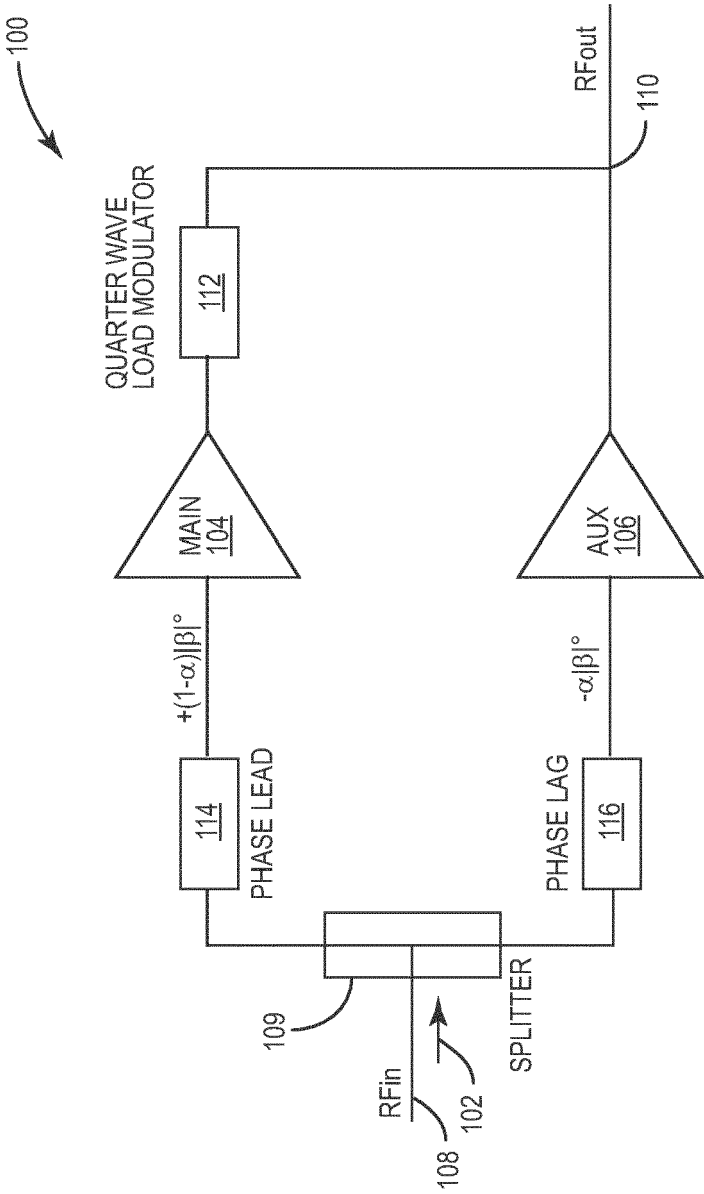 100
QUARTER WAVE
LOAD MODULATOR
112
MAIN
104
+(1-α)|β|°
114
PHASE LEAD
RFout
110
AUX
106
-α|β|°
PHASE LAG
116
109
SPLITTER
RFin
102
108